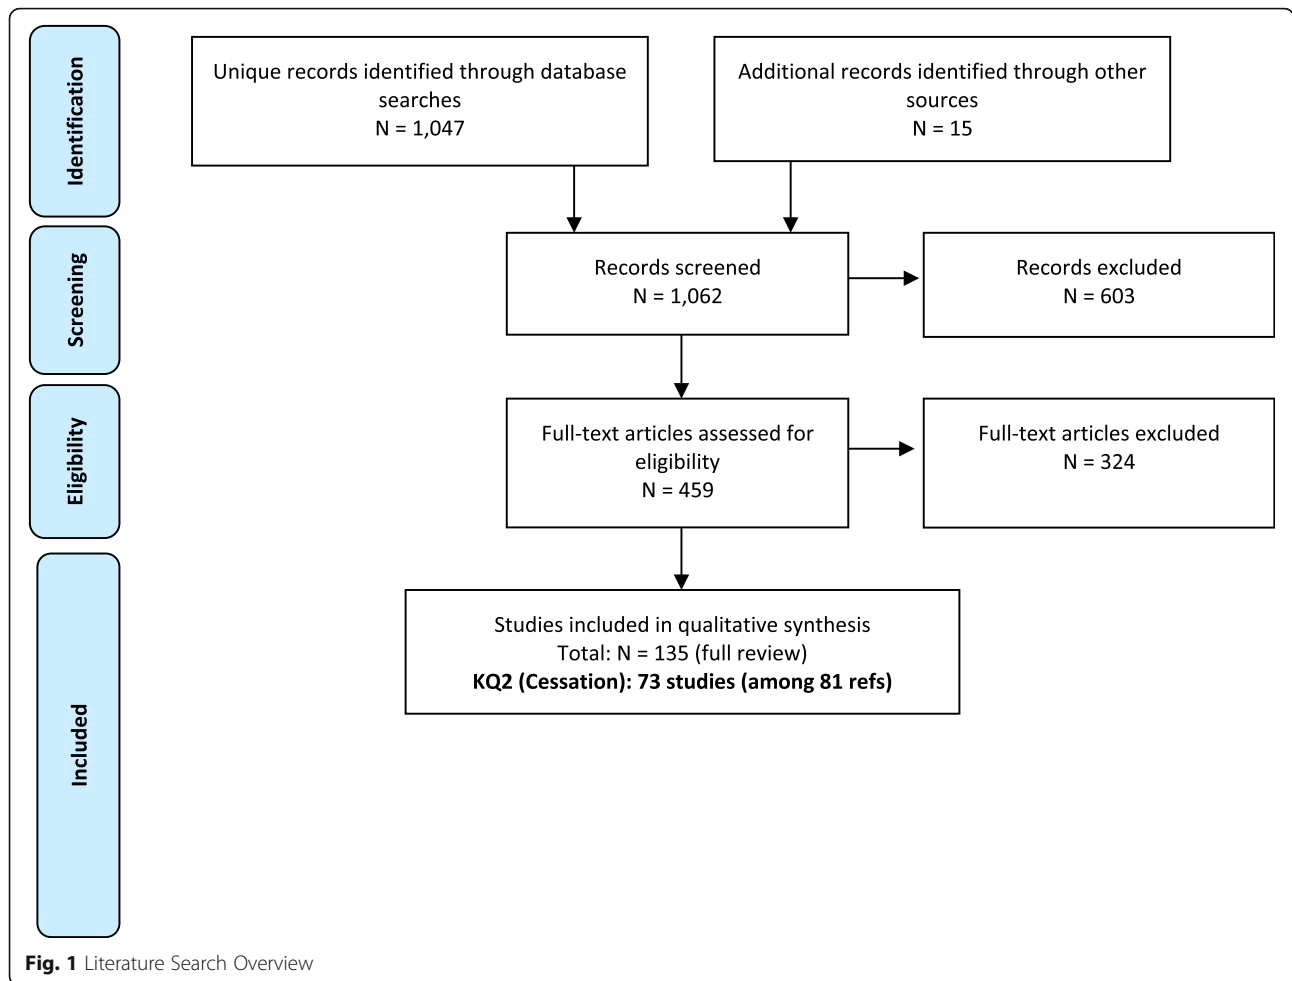 Identification
Unique records identified through database
searches
N = 1,047
Additional records identified through other
sources
N = 15
Screening
Records screened
N = 1,062
Records excluded
N = 603
Eligibility
Full-text articles assessed for
eligibility
N = 459
Full-text articles excluded
N = 324
Included
Studies included in qualitative synthesis
Total: N = 135 (full review)
KQ2 (Cessation): 73 studies (among 81 refs)
Fig. 1 Literature Search Overview